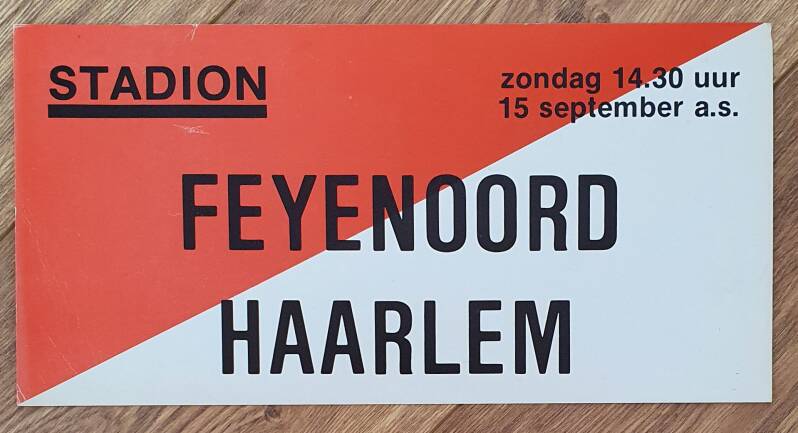 STADION
zondag 14.30 uur
15 september a.s.
FEYENOORD
HAARLEM